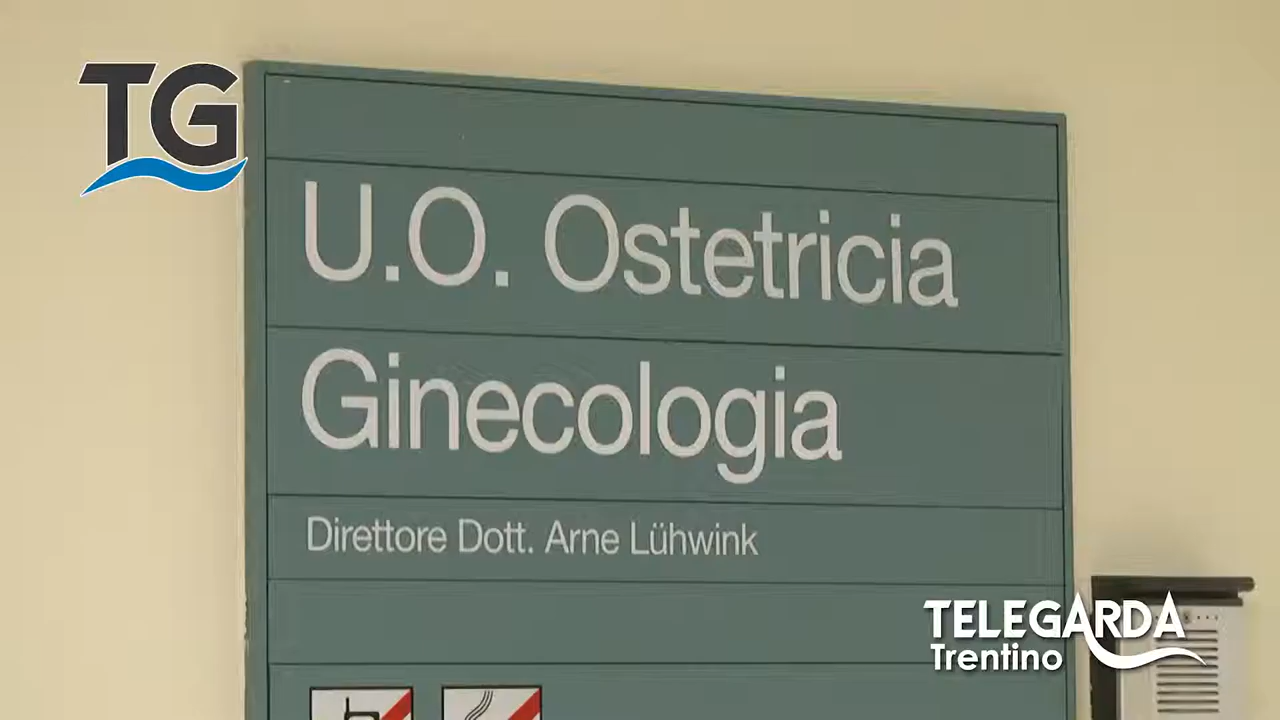 TG
U.O. Ostetricia
Ginecologia
Direttore Dott. Arne Lühwink
TELEGARDA
Trentino